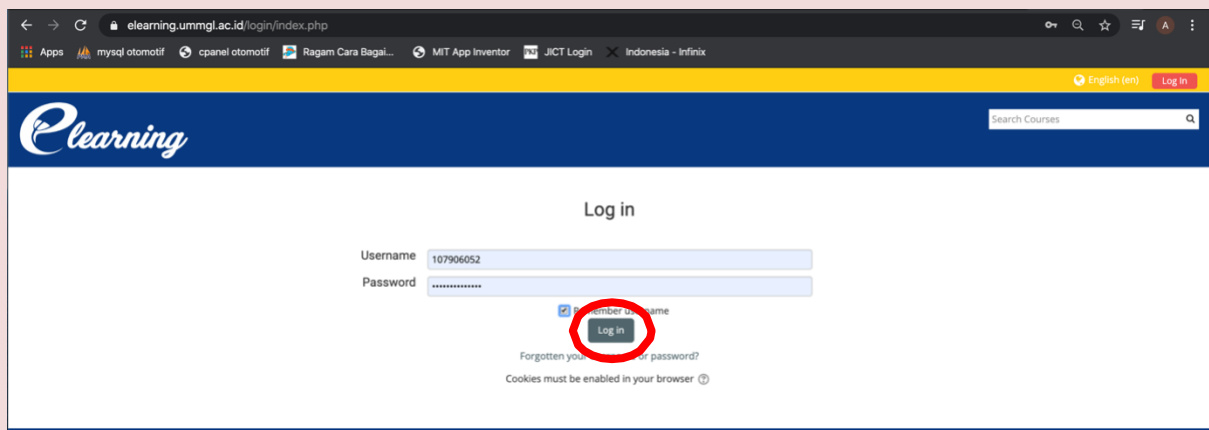 elearning.ummgl.ac.id/login/index.php
A
Apps mysql otomotif cpanel otomotif Ragam Cara Bagai... MIT App Inventor JICT Login Indonesia - Infinix
English (en) Log In
elearning
Search Courses
Log in
Username 107906052
Password ••••••••••••••
Remember username
Log in
Forgotten your or password?
Cookies must be enabled in your browser